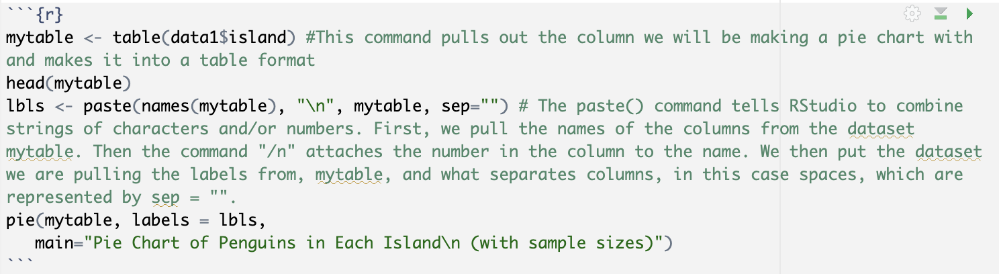 ```{r}
mytable <- table(data1$island) #This command pulls out the column we will be making a pie chart with
and makes it into a table format
head(mytable)
lbls <- paste(names(mytable), "\n", mytable, sep="") # The paste() command tells RStudio to combine
strings of characters and/or numbers. First, we pull the names of the columns from the dataset
mytable. Then the command "/n" attaches the number in the column to the name. We then put the dataset
we are pulling the labels from, mytable, and what separates columns, in this case spaces, which are
represented by sep = "".
pie(mytable, labels = lbls,
   main="Pie Chart of Penguins in Each Island\n (with sample sizes)")
```